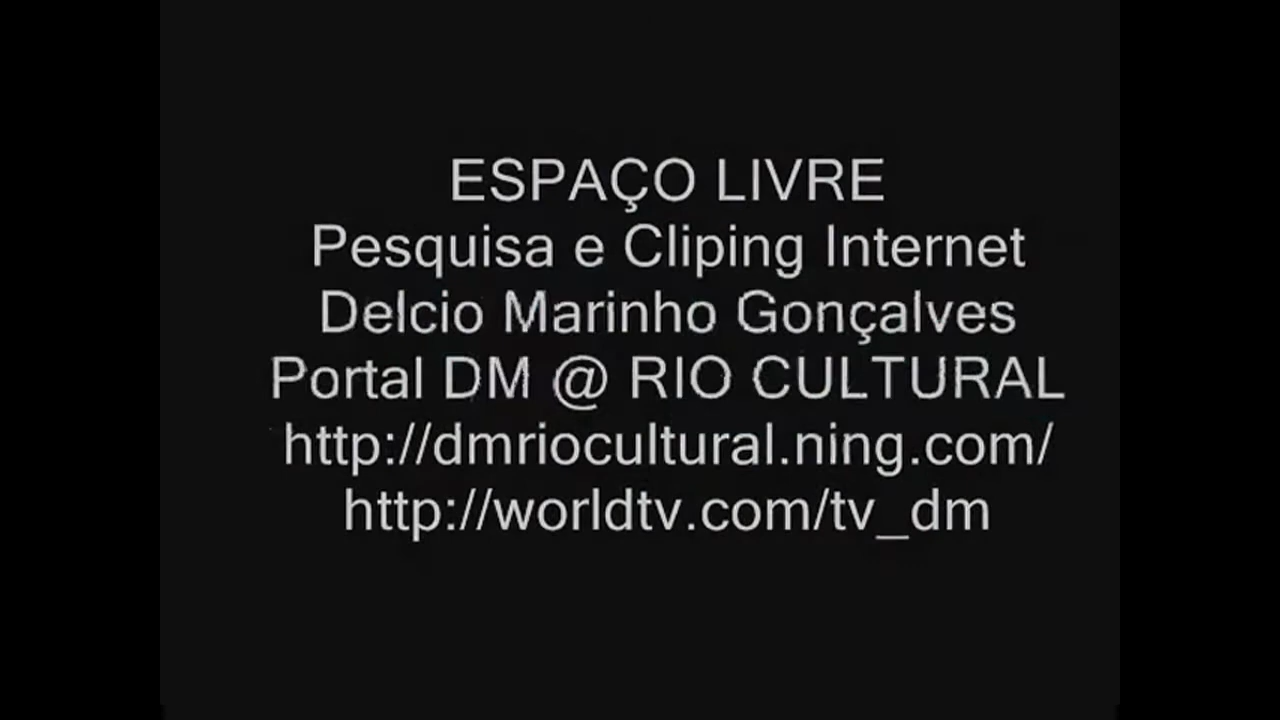 ESPAÇO LIVRE
Pesquisa e Cliping Internet
Delcio Marinho Gonçalves
Portal DM @ RIO CULTURAL
http://dmriocultural.ning.com/
http://worldtv.com/tv_dm